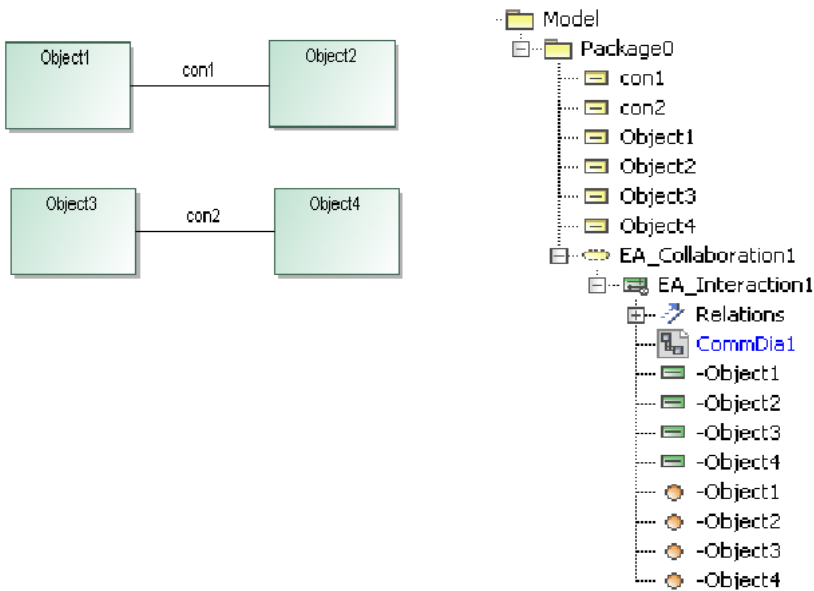 Object1
con1
Object2
Object3
con2
Object4
Model
Package0
con1
con2
Object1
Object2
Object3
Object4
EA_Collaboration1
EA_Interaction1
Relations
CommDia1
-Object1
-Object2
-Object3
-Object4
-Object1
-Object2
-Object3
-Object4